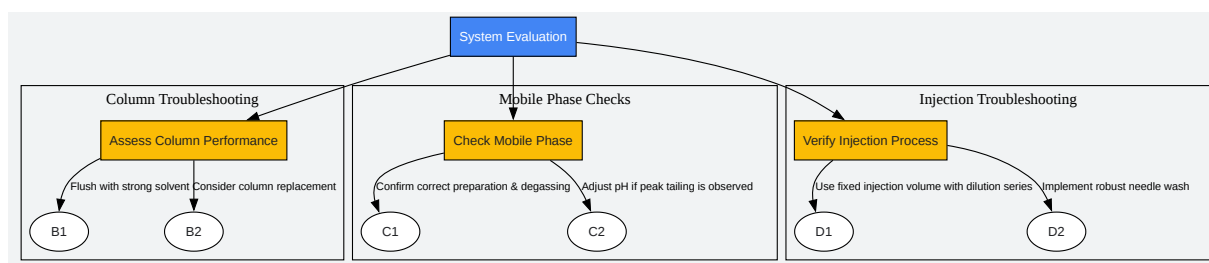 System Evaluation
Column Troubleshooting
Mobile Phase Checks
Injection Troubleshooting
Assess Column Performance
Check Mobile Phase
Verify Injection Process
Flush with strong solvent
Consider column replacement
Confirm correct preparation & degassing
Adjust pH if peak tailing is observed
Use fixed injection volume with dilution series
Implement robust needle wash
B1
B2
C1
C2
D1
D2